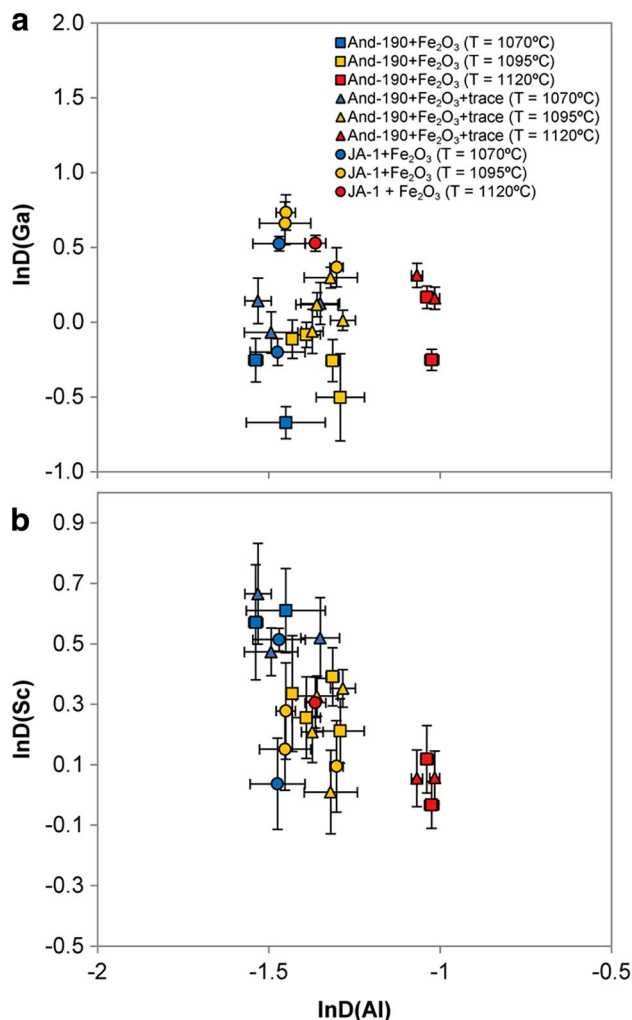 a
2.0
1.5
1.0
0.5
0.0
-0.5
-1.0
lnD(Ga)
And-190+Fe₂O₃ (T = 1070ºC)
And-190+Fe₂O₃ (T = 1095ºC)
And-190+Fe₂O₃ (T = 1120ºC)
And-190+Fe₂O₃+trace (T = 1070ºC)
And-190+Fe₂O₃+trace (T = 1095ºC)
And-190+Fe₂O₃+trace (T = 1120ºC)
JA-1+Fe₂O₃ (T = 1070ºC)
JA-1+Fe₂O₃ (T = 1095ºC)
JA-1 + Fe₂O₃ (T = 1120ºC)
b
0.9
0.7
0.5
0.3
0.1
-0.1
-0.3
-0.5
lnD(Sc)
-2 -1.5 -1 -0.5
lnD(Al)